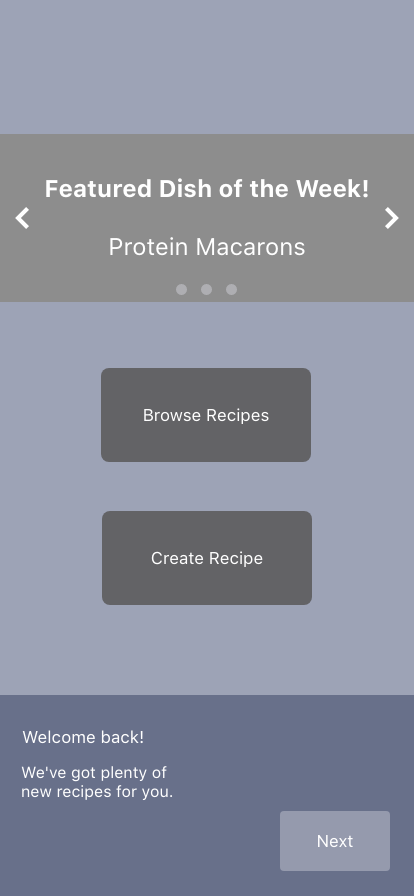 Featured Dish of the Week!
Protein Macarons
Browse Recipes
Create Recipe
Welcome back!
We've got plenty of
new recipes for you.
Next